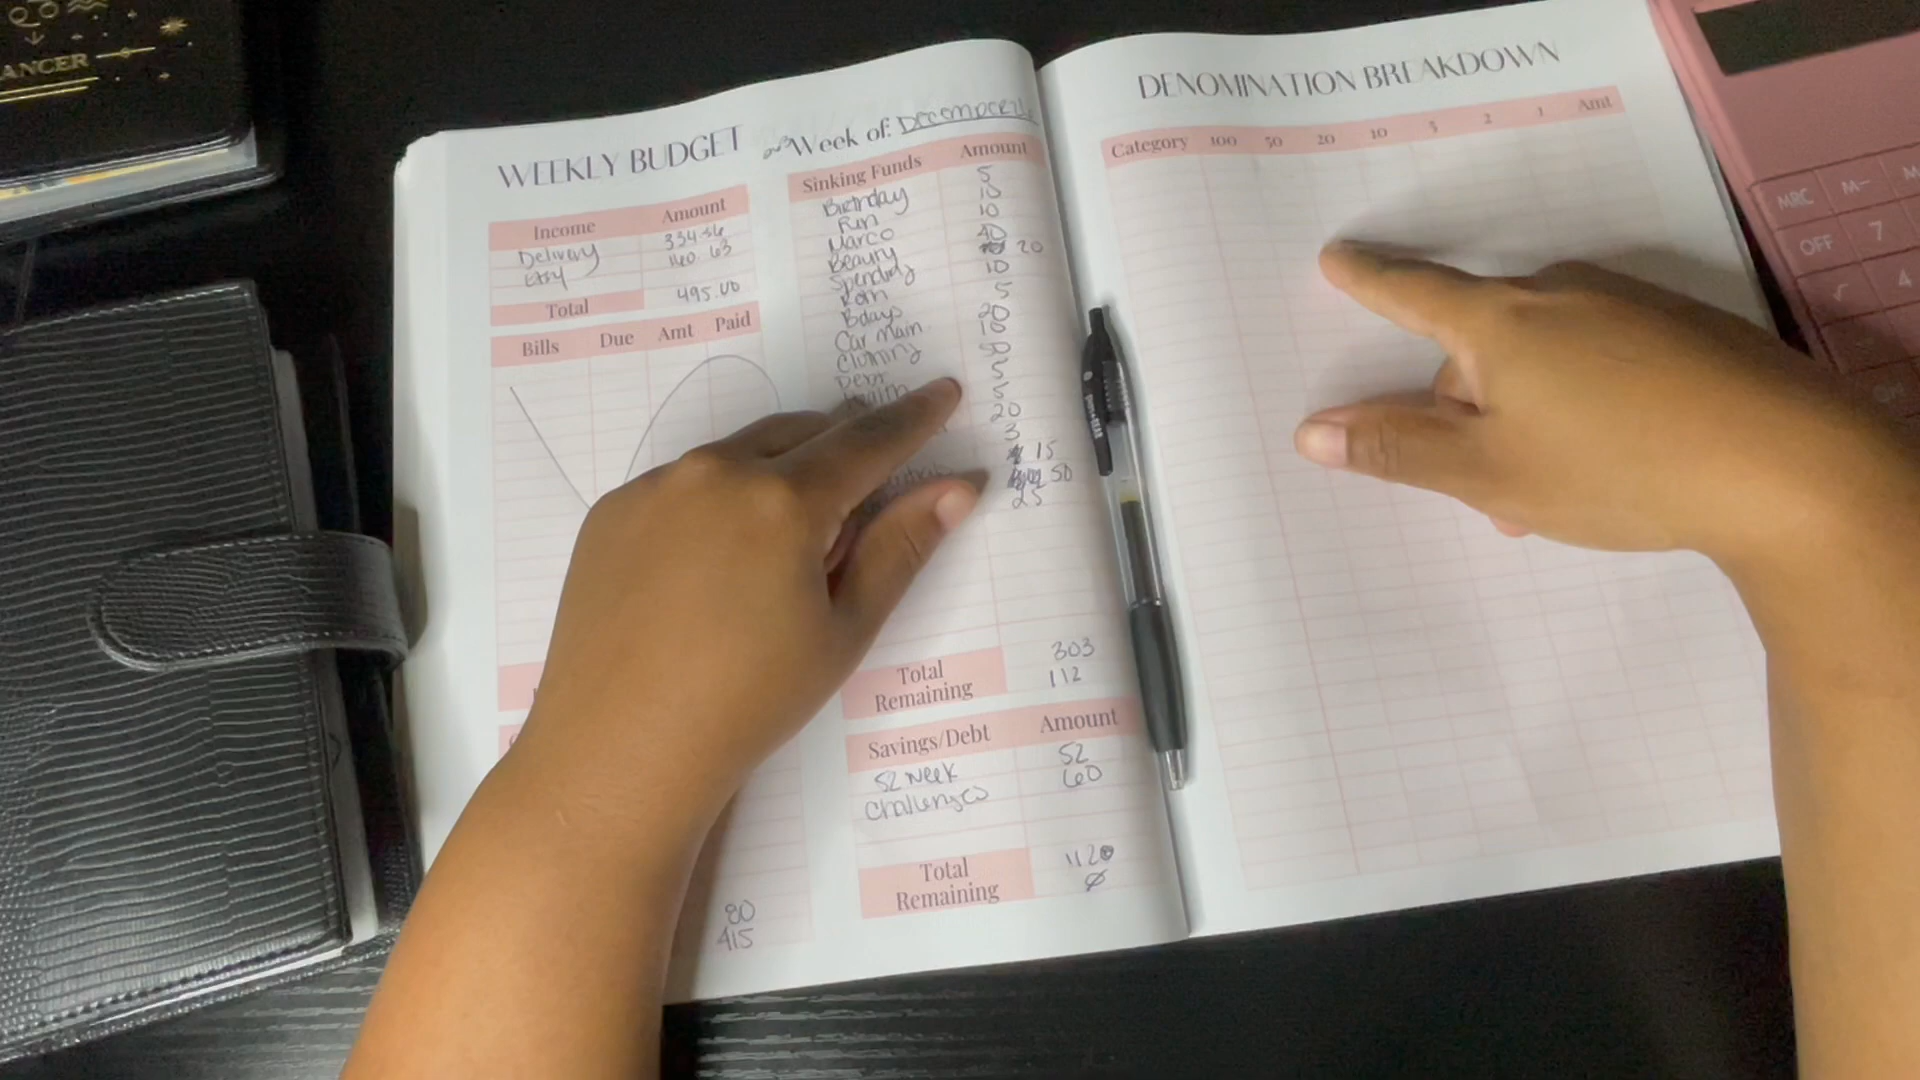 ANCER
WEEKLY BUDGET
Week of:
Income Amount
Delivery 334.36
Etsy 160.63
Total 495.00
Bills Due Amt Paid
80
415
Sinking Funds Amount
Birthday 5
Fun 10
Marco 10
Beauty 40
Spending 20
10
Bdays 5
Car Main 20
Clothing 10
Debt 50
5
5
20
3
15
50
25
Total 303
Remaining 112
Savings/Debt Amount
52 Week 52
Challenges 60
Total 112
Remaining 0
DENOMINATION BREAKDOWN
Category 100 50 20 10 5 2 1 Amt
MRC M-
OFF 7
√ 4